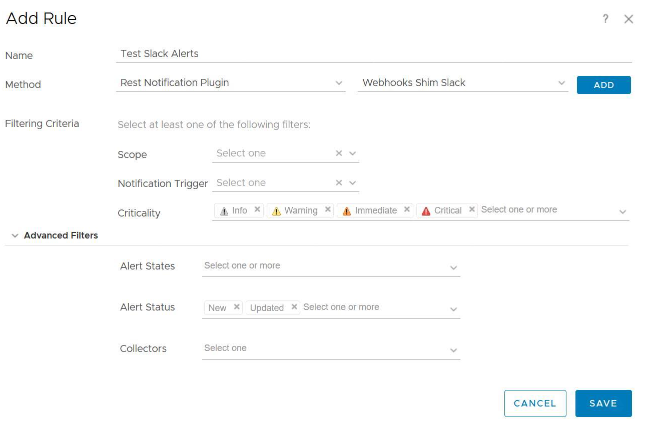 Add Rule ?
Name Test Slack Alerts
Method Rest Notification Plugin Webhooks Shim Slack ADD
Filtering Criteria Select at least one of the following filters:
Scope Select one
Notification Trigger Select one
Criticality Info Warning Immediate Critical Select one or more
Advanced Filters
Alert States Select one or more
Alert Status New Updated Select one or more
Collectors Select one
CANCEL SAVE